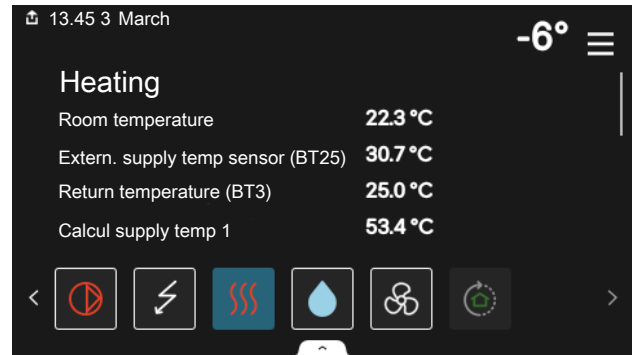 13.45 3 March
-6°
Heating
Room temperature 22.3 °C
Extern. supply temp sensor (BT25) 30.7 °C
Return temperature (BT3) 25.0 °C
Calcul supply temp 1 53.4 °C